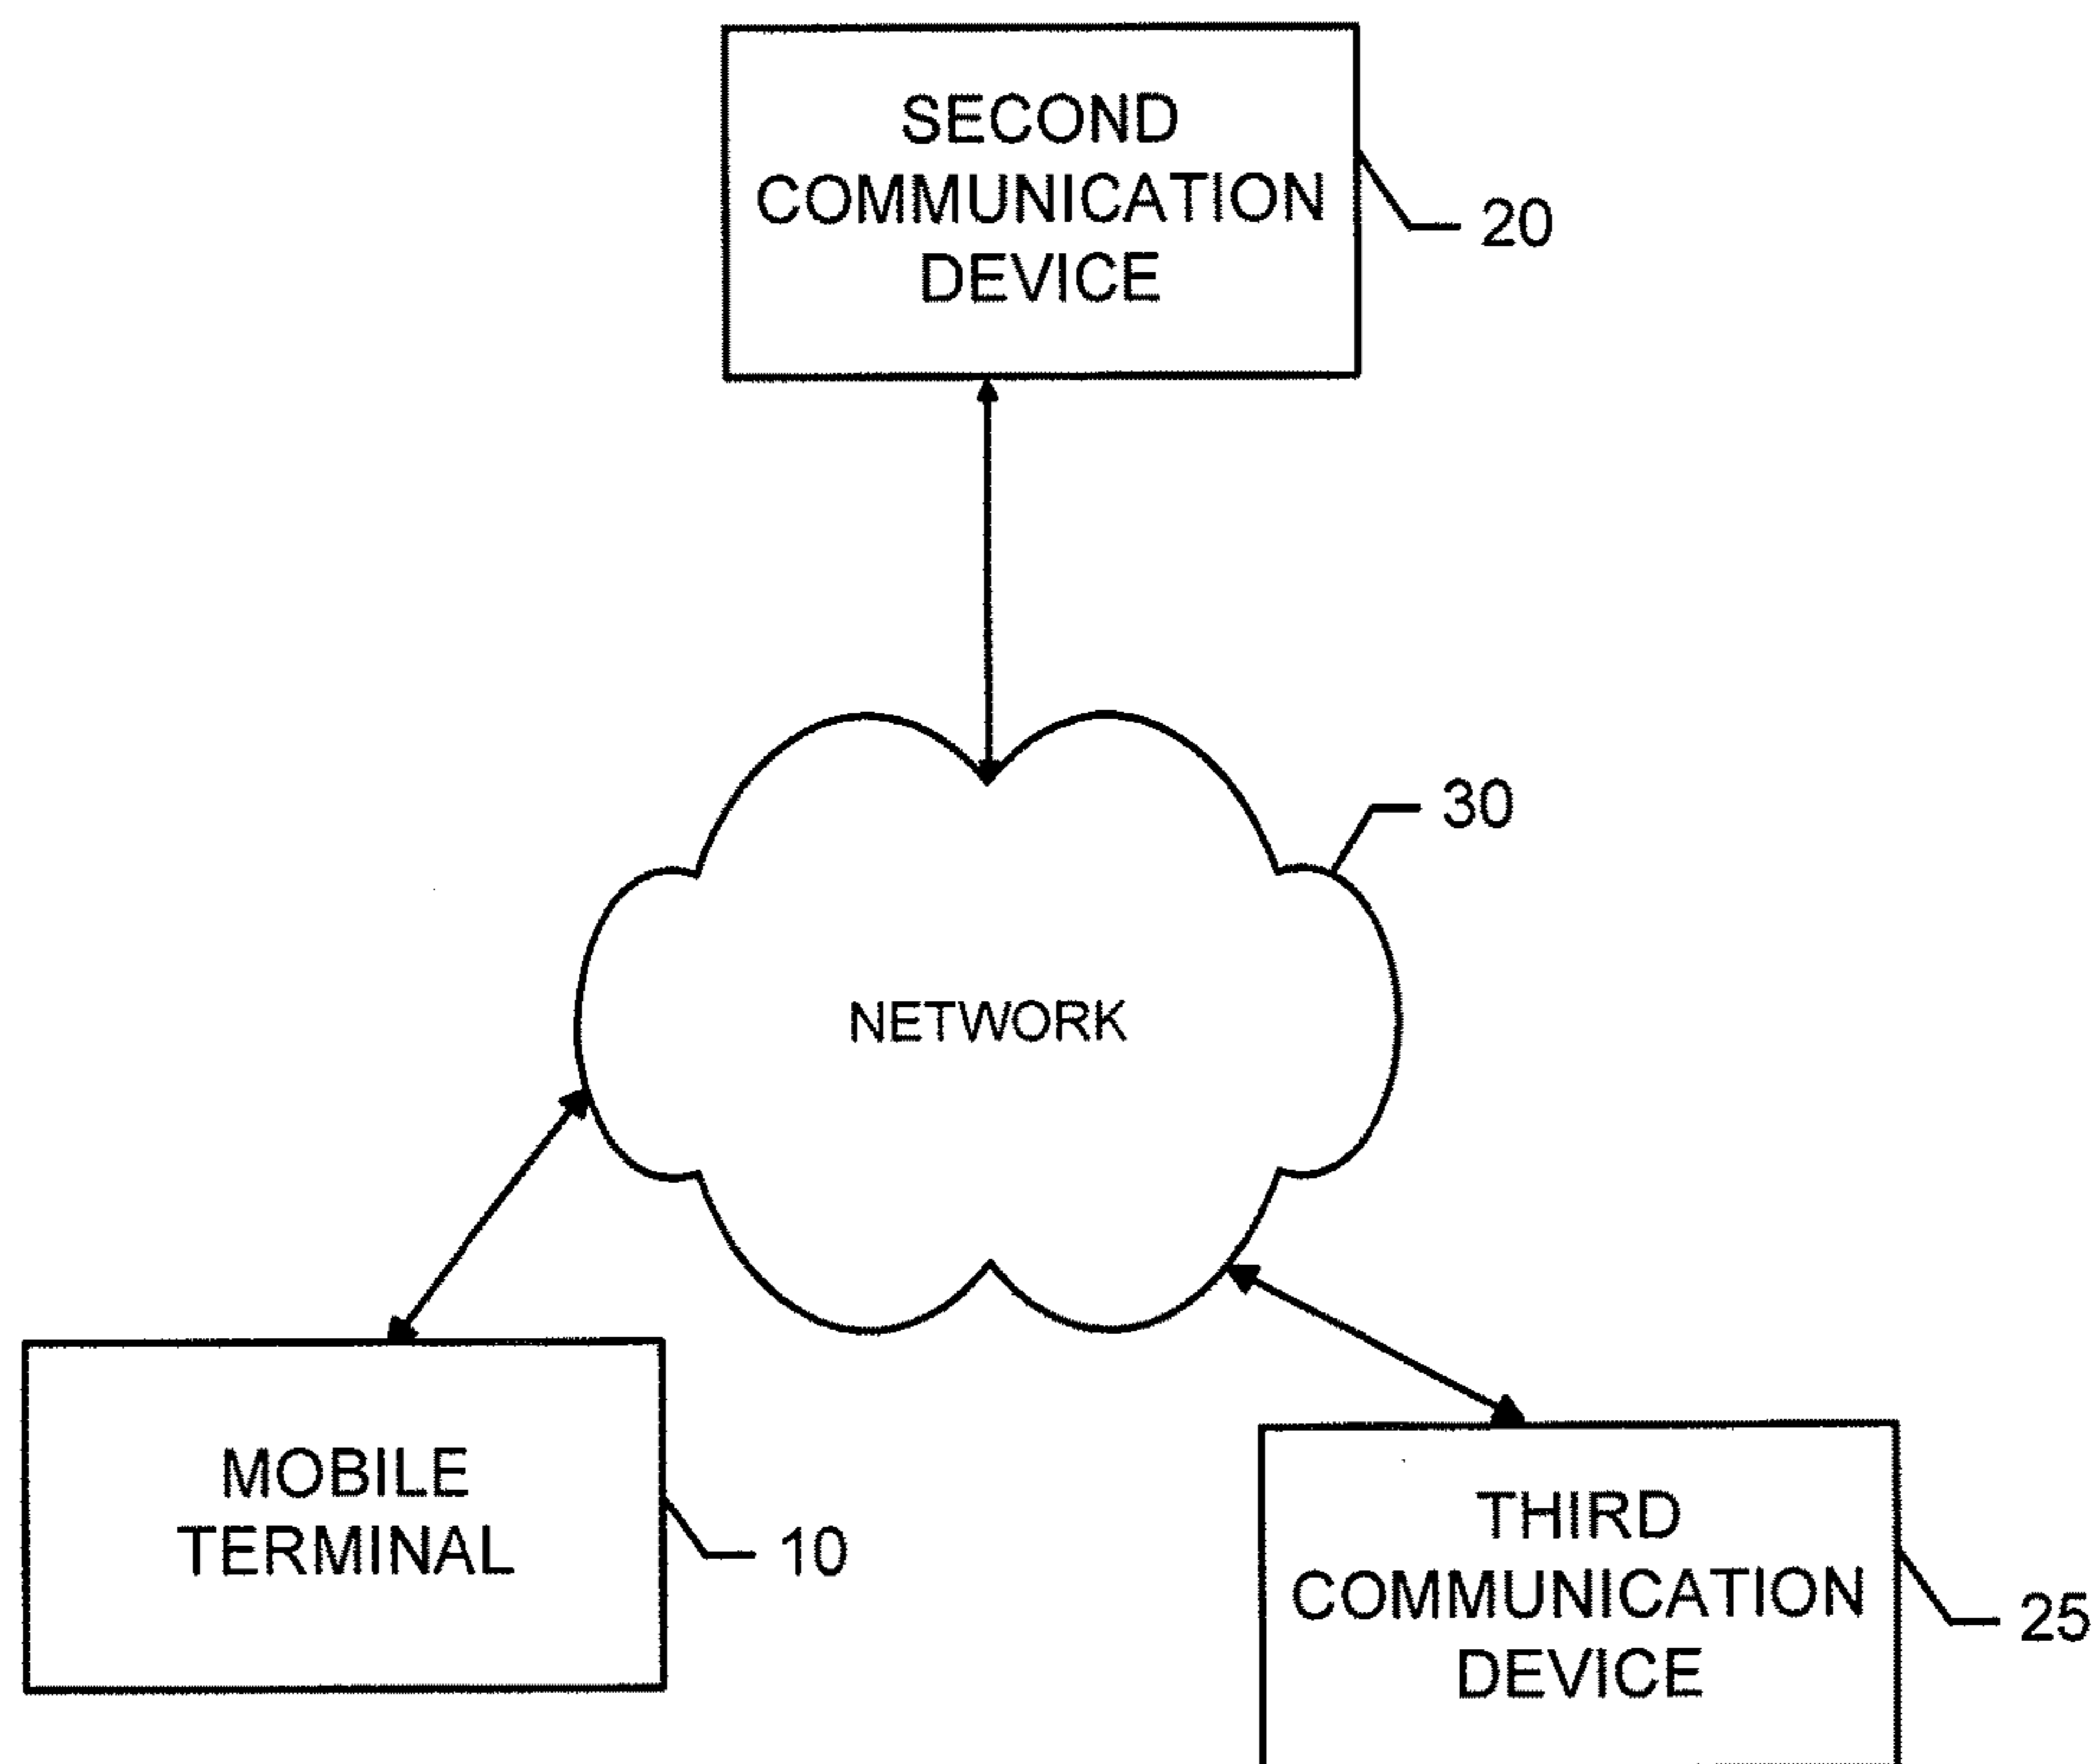 SECOND
COMMUNICATION
DEVICE
20
30
NETWORK
MOBILE
TERMINAL
10
THIRD
COMMUNICATION
DEVICE
25